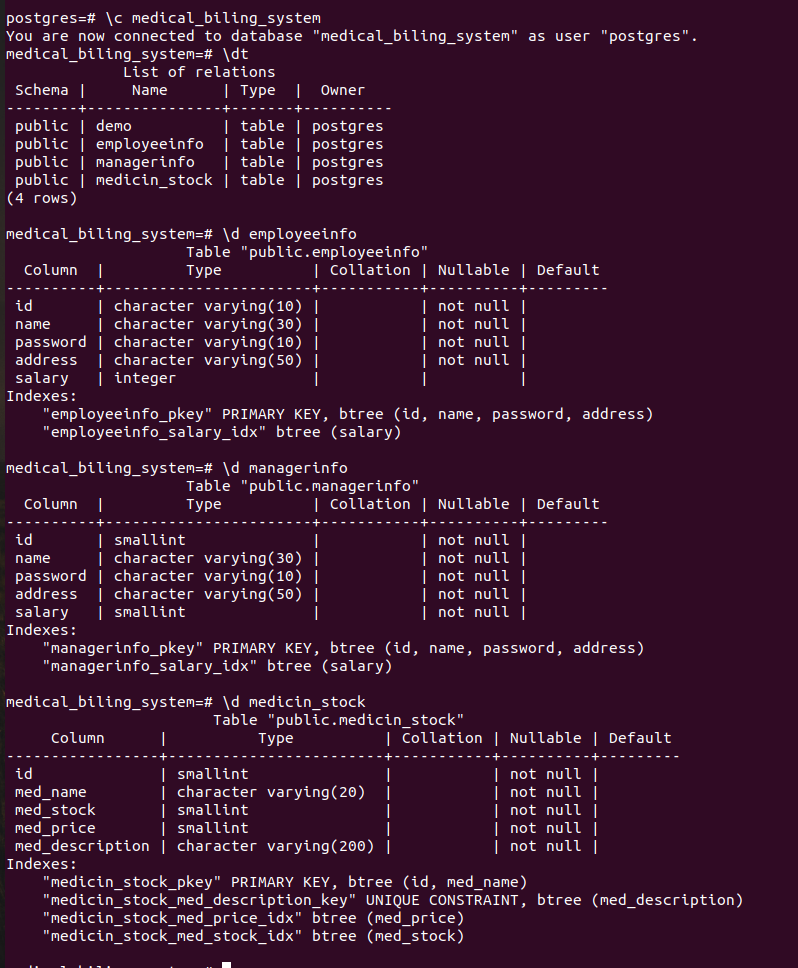 postgres=# \c medical_biling_system
You are now connected to database "medical_biling_system" as user "postgres".
medical_biling_system=# \dt
             List of relations
 Schema |     Name      | Type  |  Owner
--------+---------------+-------+----------
 public | demo          | table | postgres
 public | employeeinfo  | table | postgres
 public | managerinfo   | table | postgres
 public | medicin_stock | table | postgres
(4 rows)

medical_biling_system=# \d employeeinfo
                    Table "public.employeeinfo"
  Column  |         Type          | Collation | Nullable | Default
----------+-----------------------+-----------+----------+---------
 id       | character varying(10) |           | not null |
 name     | character varying(30) |           | not null |
 password | character varying(10) |           | not null |
 address  | character varying(50) |           | not null |
 salary   | integer               |           |          |
Indexes:
    "employeeinfo_pkey" PRIMARY KEY, btree (id, name, password, address)
    "employeeinfo_salary_idx" btree (salary)

medical_biling_system=# \d managerinfo
                    Table "public.managerinfo"
  Column  |         Type          | Collation | Nullable | Default
----------+-----------------------+-----------+----------+---------
 id       | smallint              |           | not null |
 name     | character varying(30) |           | not null |
 password | character varying(10) |           | not null |
 address  | character varying(50) |           | not null |
 salary   | smallint              |           | not null |
Indexes:
    "managerinfo_pkey" PRIMARY KEY, btree (id, name, password, address)
    "managerinfo_salary_idx" btree (salary)

medical_biling_system=# \d medicin_stock
                       Table "public.medicin_stock"
     Column      |          Type          | Collation | Nullable | Default
-----------------+------------------------+-----------+----------+---------
 id              | smallint               |           | not null |
 med_name        | character varying(20)  |           | not null |
 med_stock       | smallint               |           | not null |
 med_price       | smallint               |           | not null |
 med_description | character varying(200) |           | not null |
Indexes:
    "medicin_stock_pkey" PRIMARY KEY, btree (id, med_name)
    "medicin_stock_med_description_key" UNIQUE CONSTRAINT, btree (med_description)
    "medicin_stock_med_price_idx" btree (med_price)
    "medicin_stock_med_stock_idx" btree (med_stock)